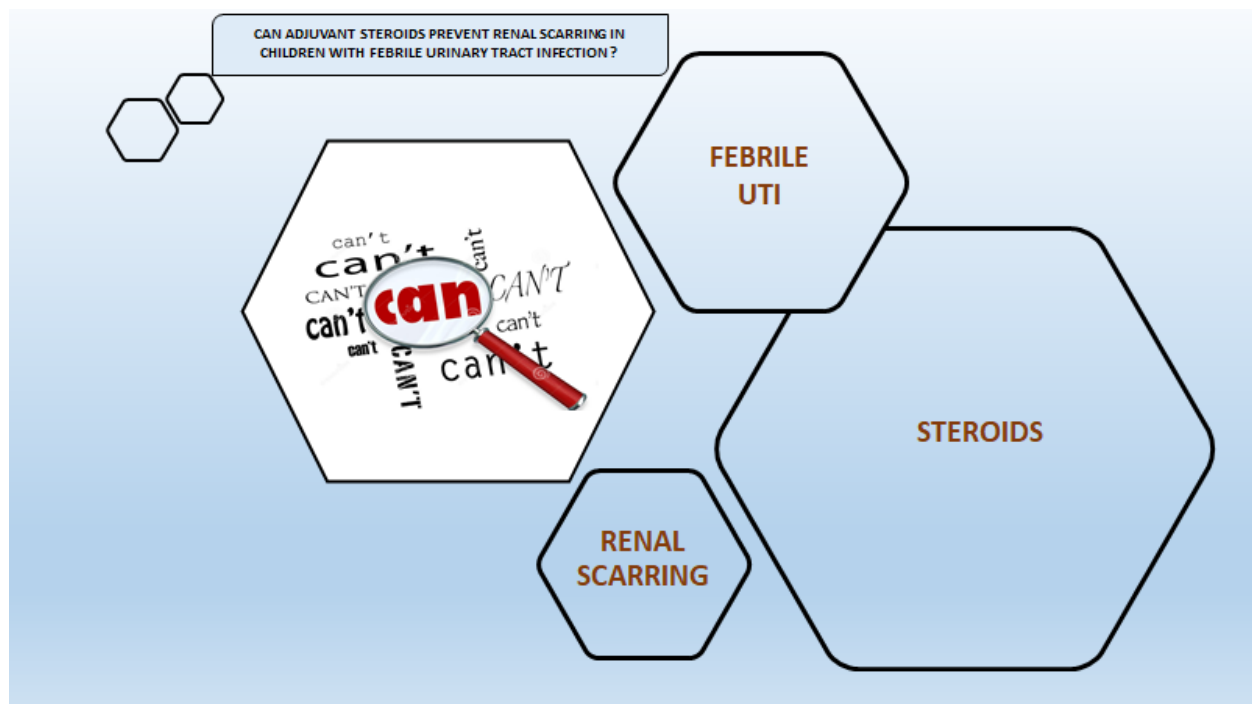 CAN ADJUVANT STEROIDS PREVENT RENAL SCARRING IN
CHILDREN WITH FEBRILE URINARY TRACT INFECTION ?
FEBRILE
UTI
can't
can't
can't
CAN'T
can
CAN'T
can't
can't
can't
CAN'T
can't
STEROIDS
RENAL
SCARRING